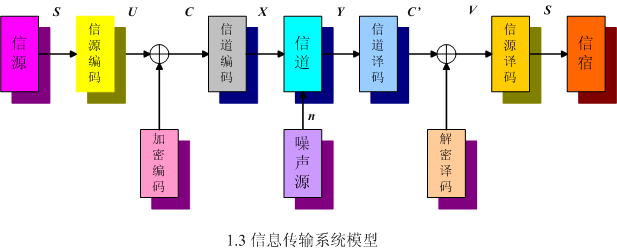 S U C X Y C’ V S
信源
信源编码
信道编码
信道
信道译码
信源译码
信宿
n
加密编码
噪声源
解密译码
1.3 信息传输系统模型